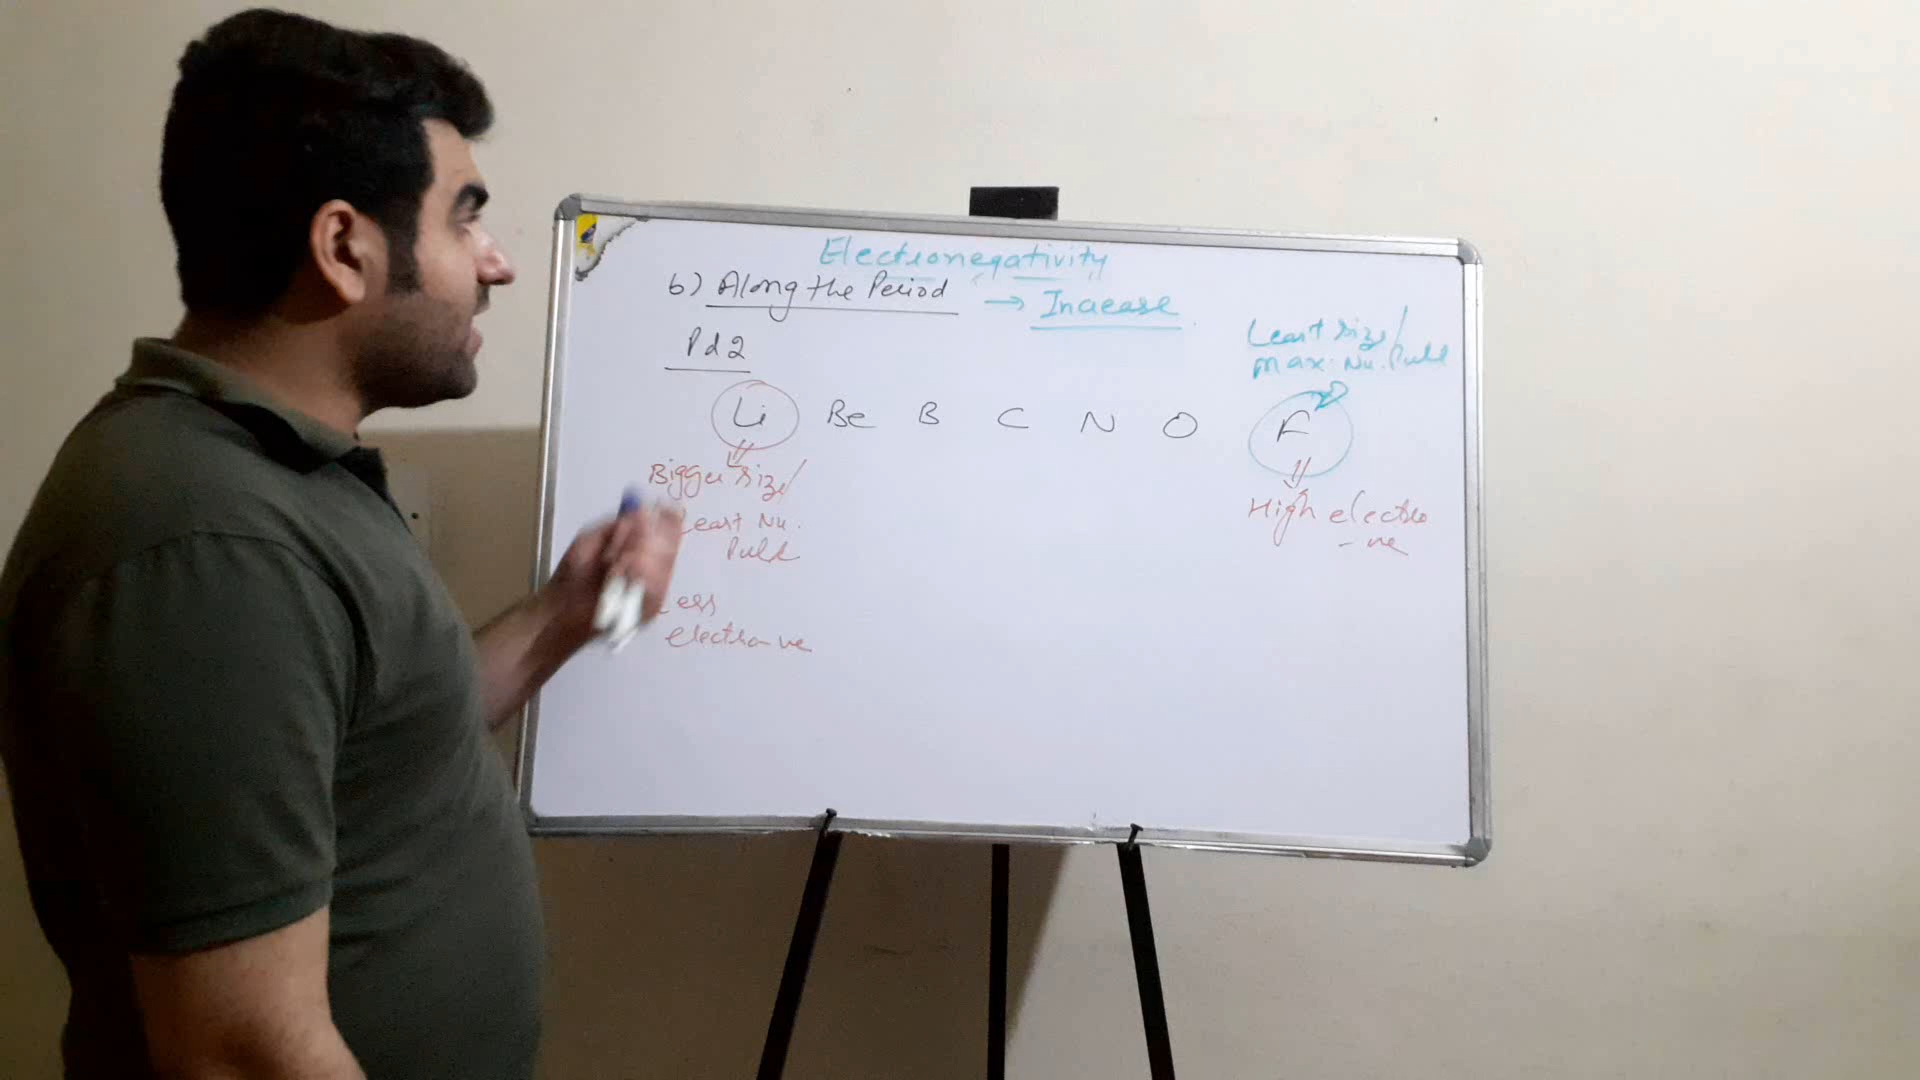 Electronegativity
b) Along the Period → Increase
Pd 2
Least size/
max. Nu. Pull
Li Be B C N O F
Bigger size/
Least Nu.
Pull
High electro
-ve
Less
electro-ve